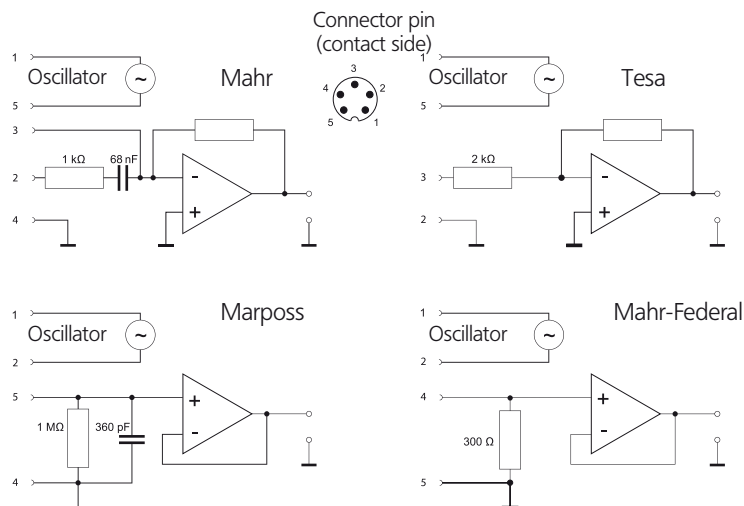 Connector pin
(contact side)
3
4
2
5
1
Mahr
1
Oscillator
~
5
3
2
1 kΩ
68 nF
4
-
+
Tesa
1
Oscillator
~
5
3
2 kΩ
2
-
+
Marposs
1
Oscillator
~
2
5
1 MΩ
360 pF
4
+
-
Mahr-Federal
1
Oscillator
~
2
4
300 Ω
5
+
-